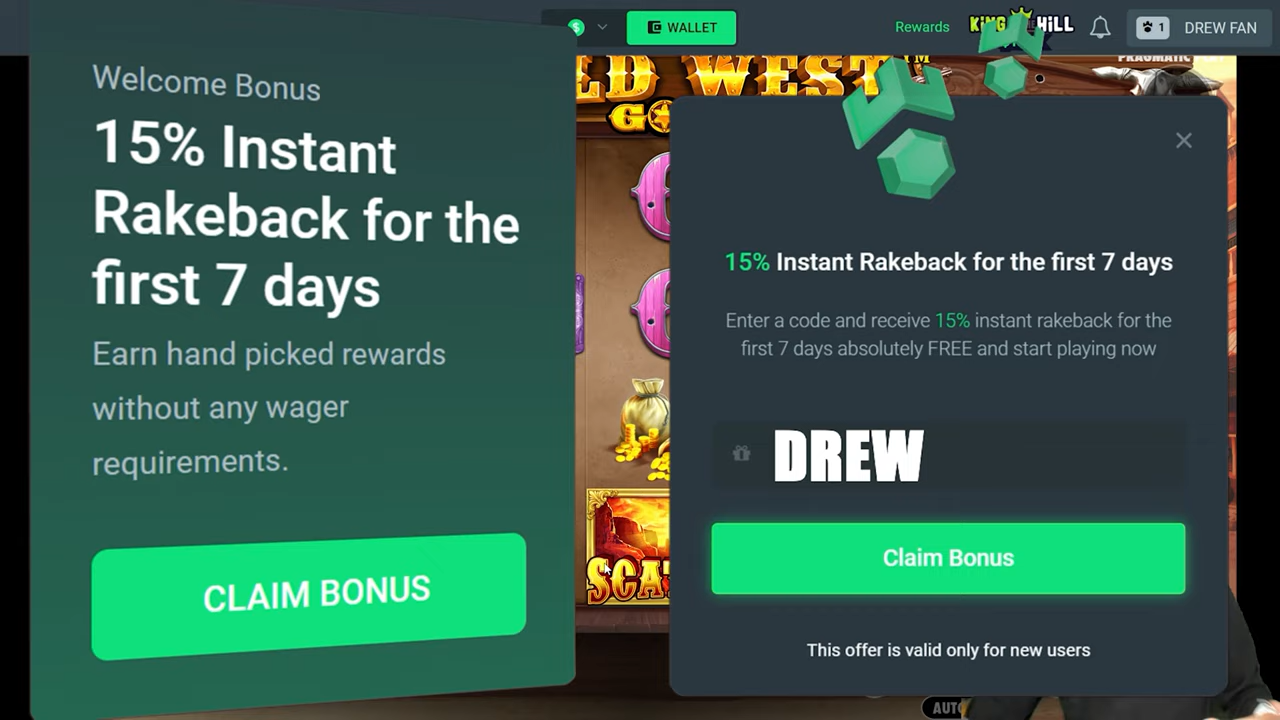 WALLET
Rewards
KING HILL
1
DREW FAN
Welcome Bonus
15% Instant
Rakeback for the
first 7 days
Earn hand picked rewards
without any wager
requirements.
CLAIM BONUS
WEST
15% Instant Rakeback for the first 7 days
Enter a code and receive 15% instant rakeback for the
first 7 days absolutely FREE and start playing now
DREW
Claim Bonus
This offer is valid only for new users